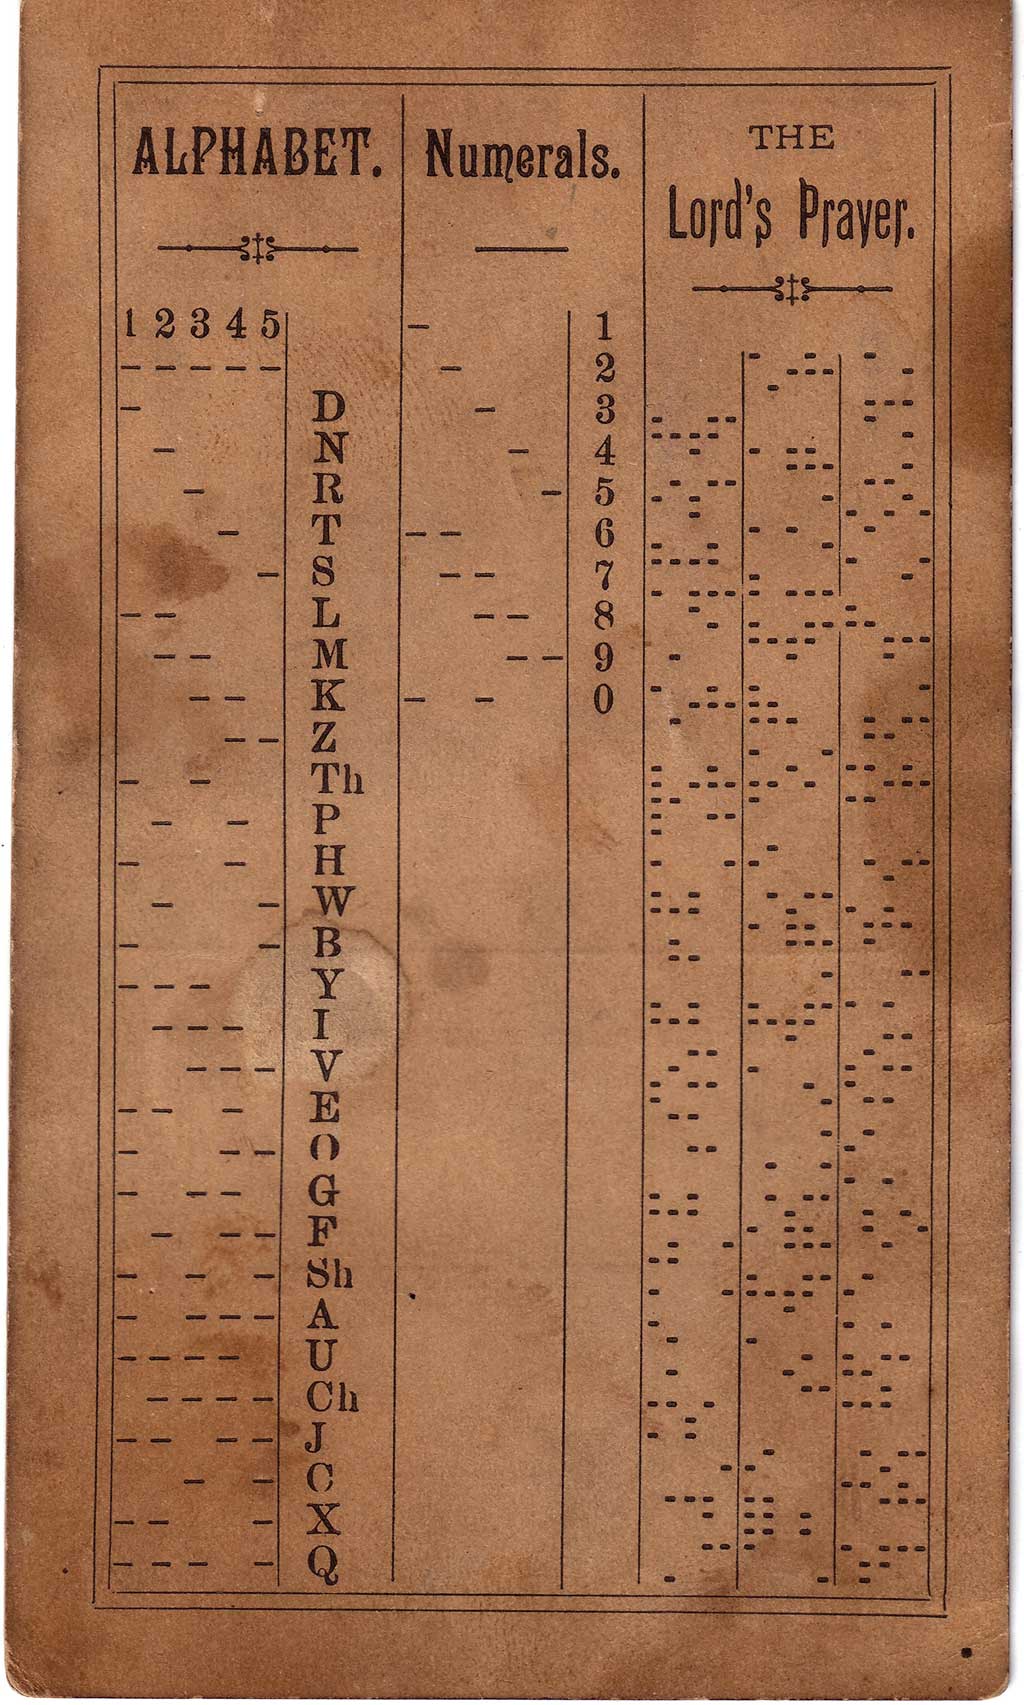 ALPHABET.
1 2 3 4 5
D
N
R
T
S
L
M
K
Z
Th
P
H
W
B
Y
I
V
E
O
G
F
Sh
A
U
Ch
J
C
X
Q
Numerals.
1
2
3
4
5
6
7
8
9
0
THE
Lord's Prayer.